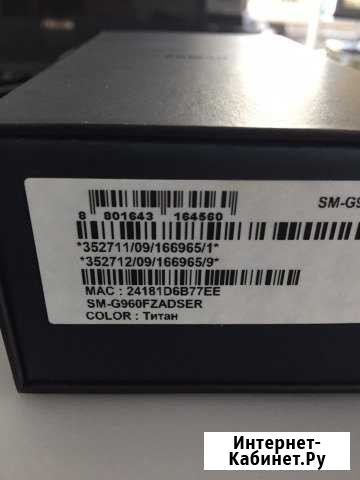 SM-G9
8 801643 164560
*352711/09/166965/1*
*352712/09/166965/9*
MAC : 24181D6B77EE
SM-G960FZADSER
COLOR : Титан
Интернет-
Кабинет.Ру